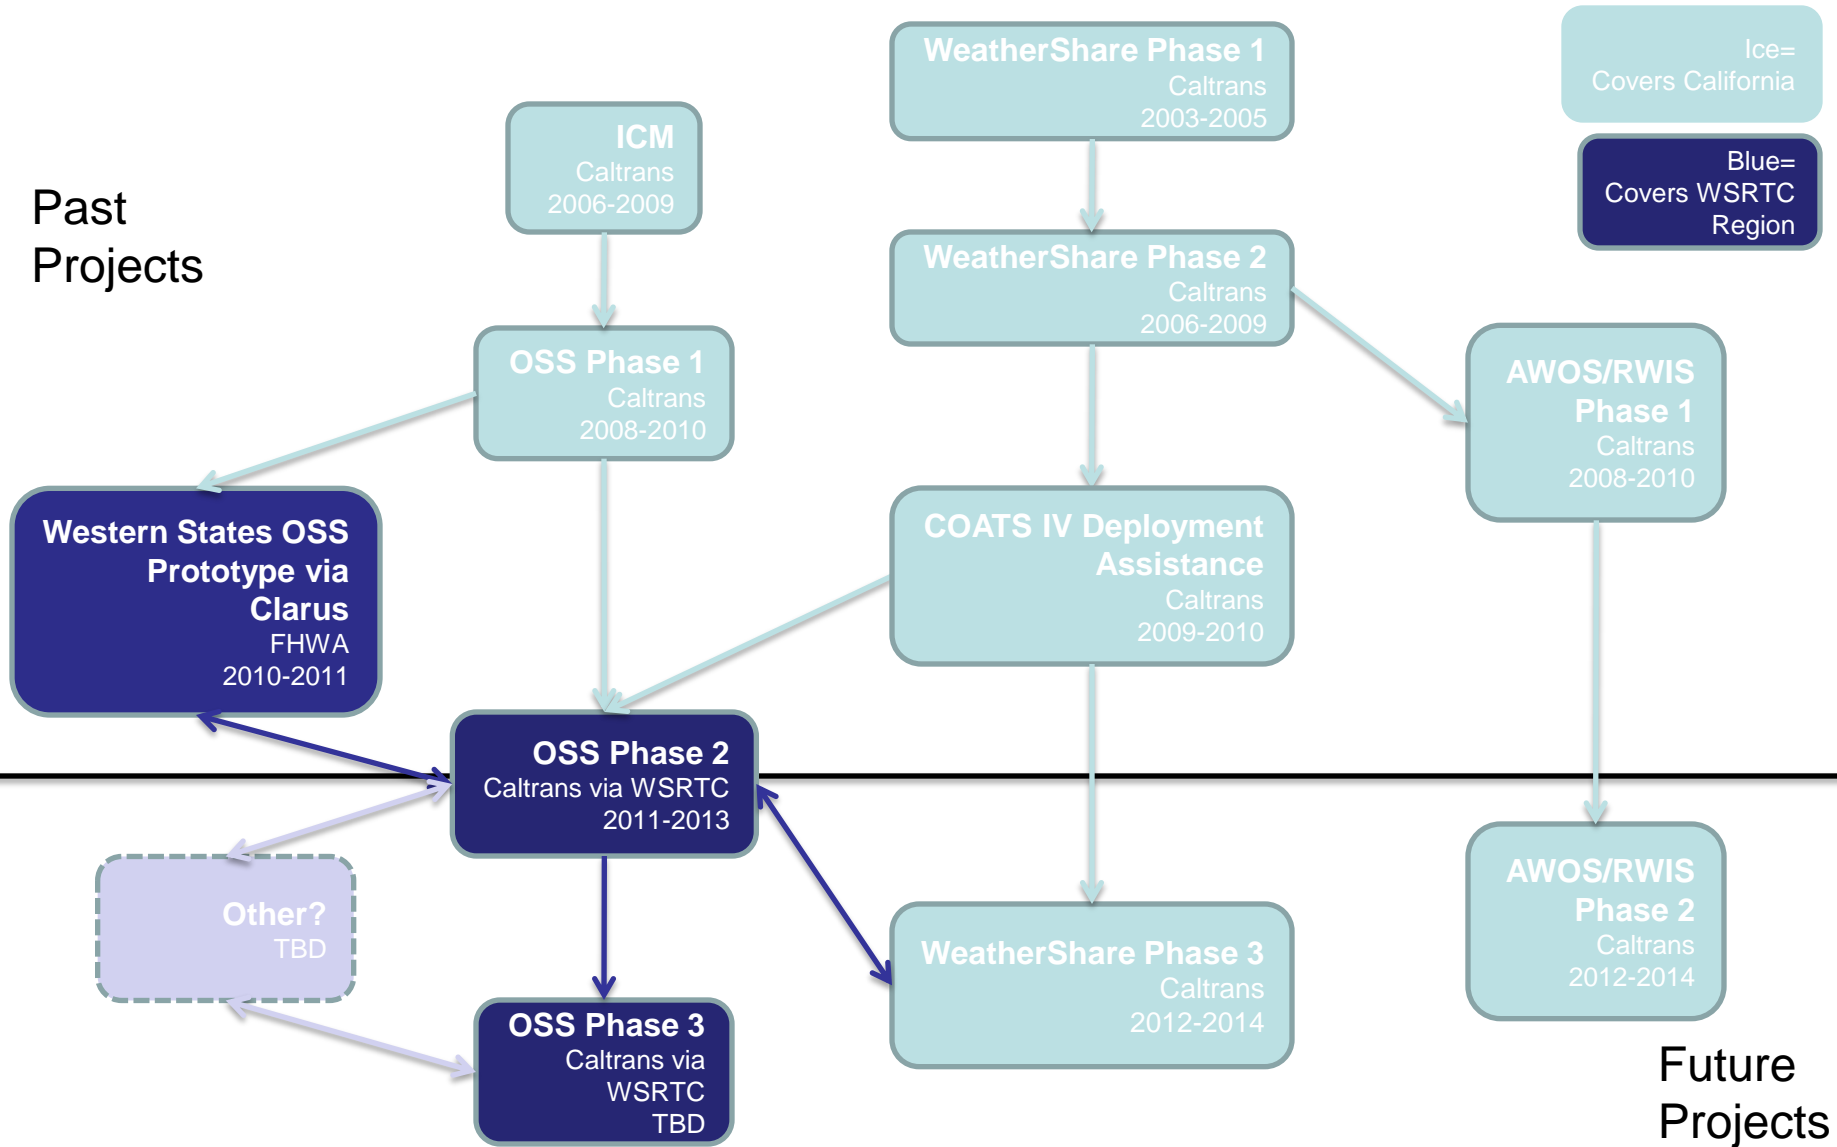 WeatherShare Phase 1
Caltrans
2003-2005
Ice=
Covers California
ICM
Caltrans
2006-2009
Blue=
Covers WSRTC
Region
Past
Projects
WeatherShare Phase 2
Caltrans
2006-2009
OSS Phase 1
Caltrans
2008-2010
AWOS/RWIS
Phase 1
Caltrans
2008-2010
Western States OSS
Prototype via
Clarus
FHWA
2010-2011
COATS IV Deployment
Assistance
Caltrans
2009-2010
OSS Phase 2
Caltrans via WSRTC
2011-2013
Other?
TBD
WeatherShare Phase 3
Caltrans
2012-2014
AWOS/RWIS
Phase 2
Caltrans
2012-2014
OSS Phase 3
Caltrans via
WSRTC
TBD
Future
Projects